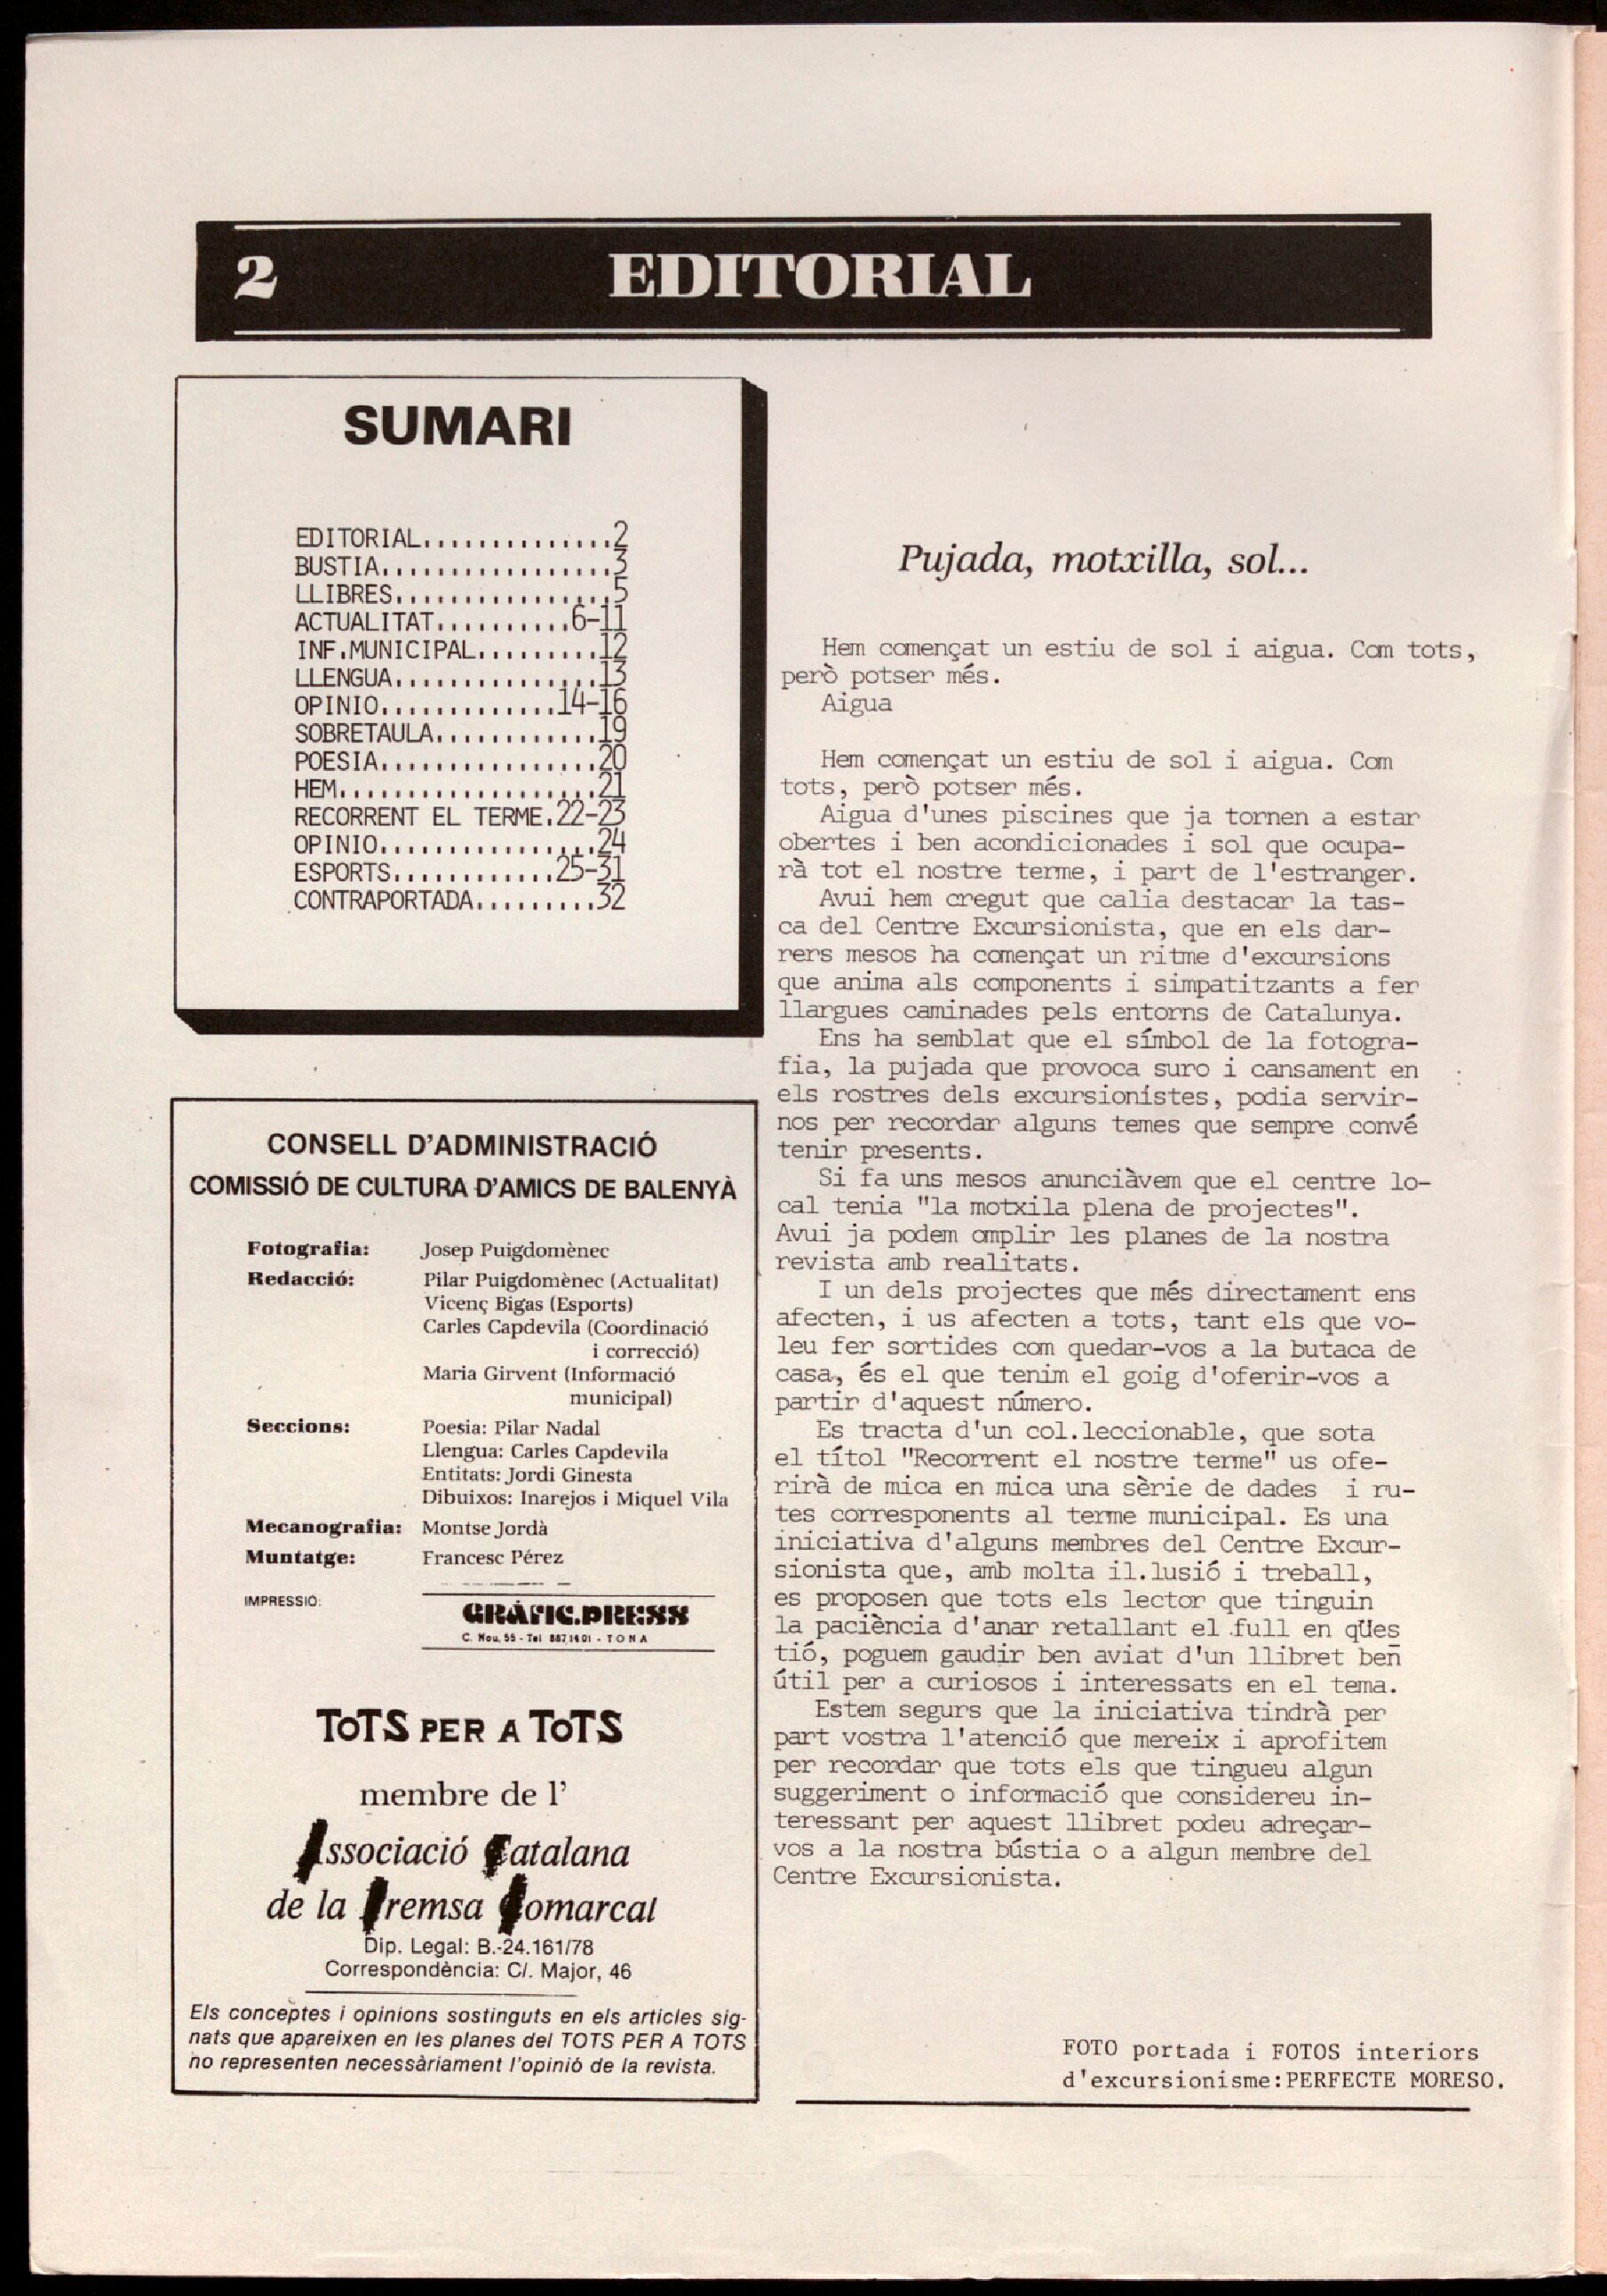 2 EDITORIAL
SUMARI
EDITORIAL..............2
BUSTIA.................3
LLIBRES................5
ACTUALITAT..........6-11
INF.MUNICIPAL.........12
LLENGUA...............13
OPINIO.............14-16
SOBRETAULA............19
POESIA................20
HEM...................21
RECORRENT EL TERME.22-23
OPINIO................24
ESPORTS............25-31
CONTRAPORTADA.........32
CONSELL D'ADMINISTRACIÓ
COMISSIÓ DE CULTURA D'AMICS DE BALENYÀ
Fotografia: Josep Puigdomènec
Redacció: Pilar Puigdomènec (Actualitat)
Vicenç Bigas (Esports)
Carles Capdevila (Coordinació
i correcció)
Maria Girvent (Informació
municipal)
Seccions: Poesia: Pilar Nadal
Llengua: Carles Capdevila
Entitats: Jordi Ginesta
Dibuixos: Inarejos i Miquel Vila
Mecanografia: Montse Jordà
Muntatge: Francesc Pérez
IMPRESSIÓ: GRÀFIC.PRESS
C. Nou, 55 - Tel 887 14 01 - TONA
TOTS PER A TOTS
membre de l'
Associació Catalana
de la Premsa Comarcal
Dip. Legal: B.-24.161/78
Correspondència: C/. Major, 46
Els conceptes i opinions sostinguts en els articles sig-
nats que apareixen en les planes del TOTS PER A TOTS
no representen necessàriament l'opinió de la revista.
Pujada, motxilla, sol...
Hem començat un estiu de sol i aigua. Com tots,
però potser més.
Aigua
Hem començat un estiu de sol i aigua. Com
tots, però potser més.
Aigua d'unes piscines que ja tornen a estar
obertes i ben acondicionades i sol que ocupa-
rà tot el nostre terme, i part de l'estranger.
Avui hem cregut que calia destacar la tas-
ca del Centre Excursionista, que en els dar-
rers mesos ha començat un ritme d'excursions
que anima als components i simpatitzants a fer
llargues caminades pels entorns de Catalunya.
Ens ha semblat que el símbol de la fotogra-
fia, la pujada que provoca suro i cansament en
els rostres dels excursionistes, podia servir-
nos per recordar alguns temes que sempre convé
tenir presents.
Si fa uns mesos anunciàvem que el centre lo-
cal tenia "la motxila plena de projectes".
Avui ja podem omplir les planes de la nostra
revista amb realitats.
I un dels projectes que més directament ens
afecten, i us afecten a tots, tant els que vo-
leu fer sortides com quedar-vos a la butaca de
casa, és el que tenim el goig d'oferir-vos a
partir d'aquest número.
Es tracta d'un col.leccionable, que sota
el títol "Recorrent el nostre terme" us ofe-
rirà de mica en mica una sèrie de dades i ru-
tes corresponents al terme municipal. Es una
iniciativa d'alguns membres del Centre Excur-
sionista que, amb molta il.lusió i treball,
es proposen que tots els lector que tinguin
la paciència d'anar retallant el full en qües
tió, poguem gaudir ben aviat d'un llibret ben
útil per a curiosos i interessats en el tema.
Estem segurs que la iniciativa tindrà per
part vostra l'atenció que mereix i aprofitem
per recordar que tots els que tingueu algun
suggeriment o informació que considereu in-
teressant per aquest llibret podeu adreçar-
vos a la nostra bústia o a algun membre del
Centre Excursionista.
FOTO portada i FOTOS interiors
d'excursionisme:PERFECTE MORESO.